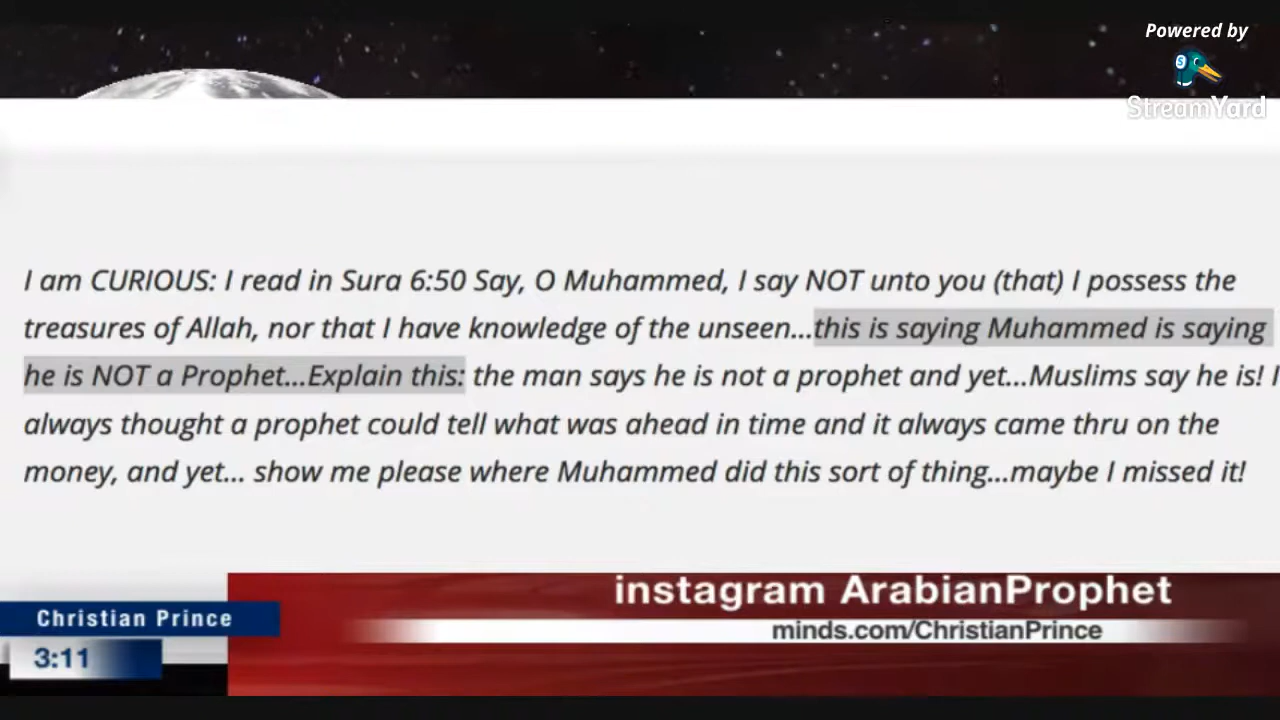 Powered by
StreamYard
I am CURIOUS: I read in Sura 6:50 Say, O Muhammed, I say NOT unto you (that) I possess the
treasures of Allah, nor that I have knowledge of the unseen...this is saying Muhammed is saying
he is NOT a Prophet...Explain this: the man says he is not a prophet and yet...Muslims say he is! I
always thought a prophet could tell what was ahead in time and it always came thru on the
money, and yet... show me please where Muhammed did this sort of thing...maybe I missed it!
instagram ArabianProphet
Christian Prince
minds.com/ChristianPrince
3:11